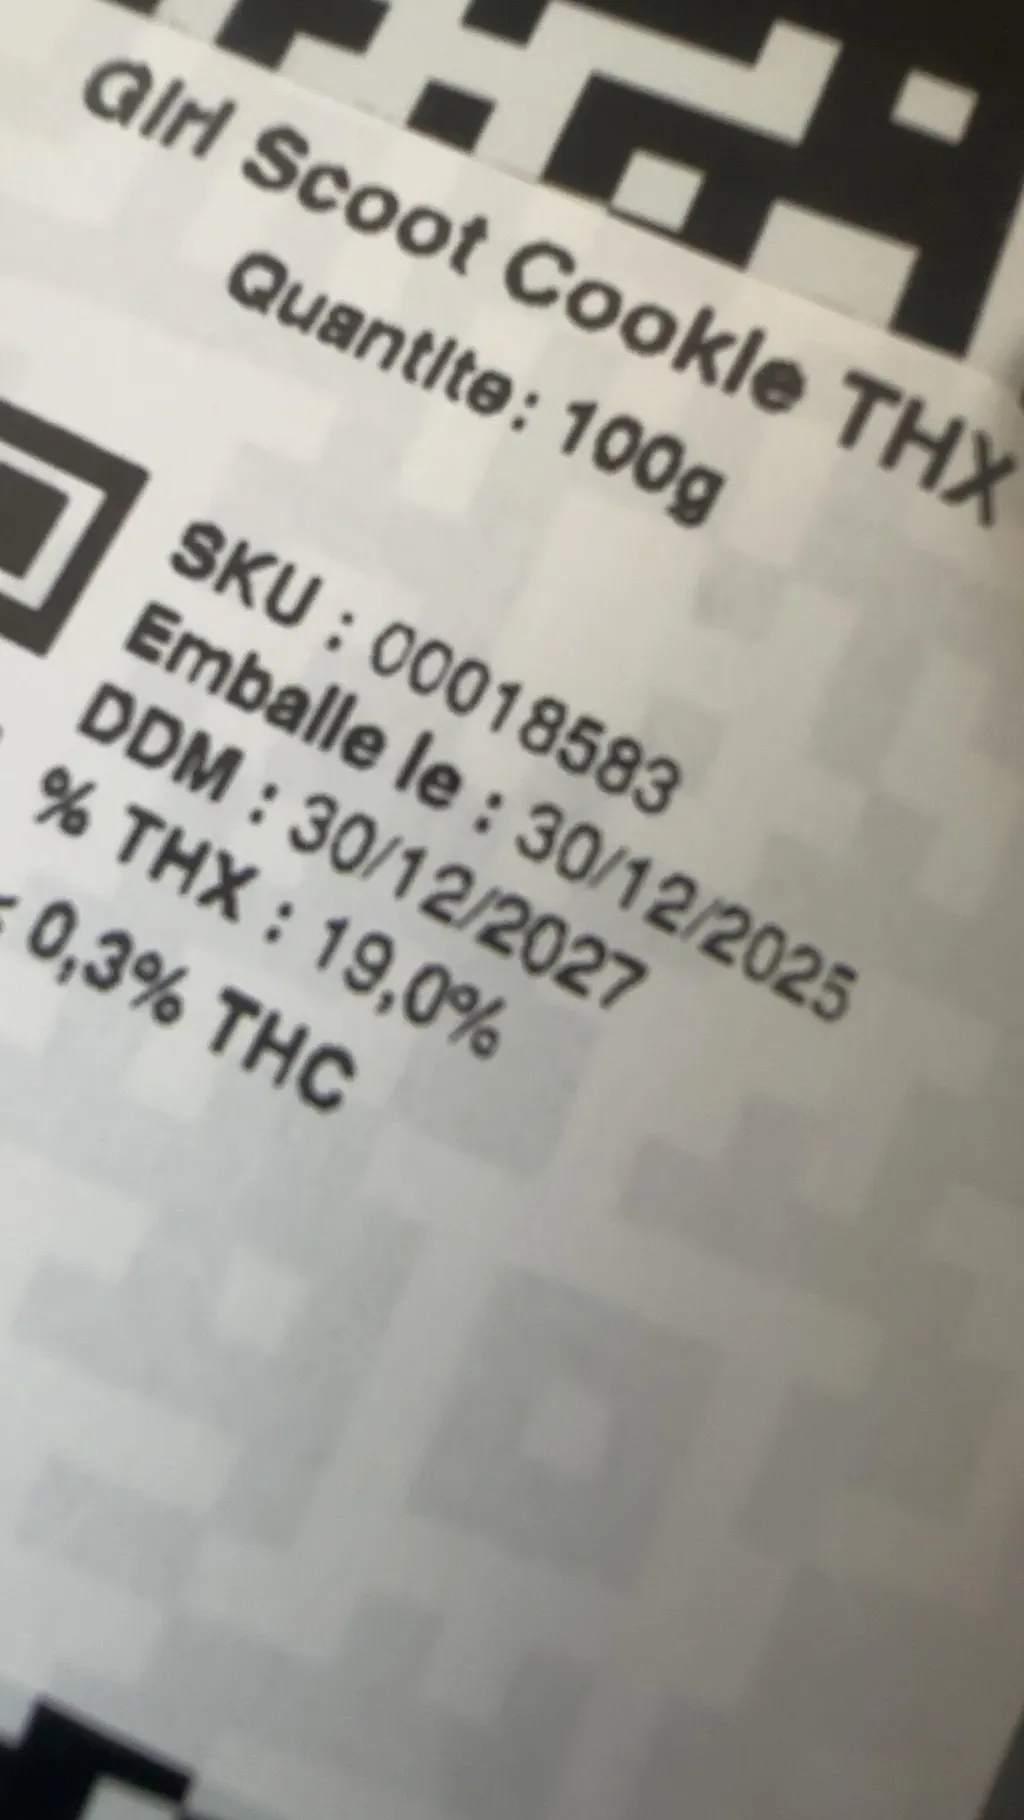 Girl Scoot Cookie THX
Quantite: 100g
SKU : 00018583
Emballe le : 30/12/2025
DDM : 30/12/2027
% THX : 19,0%
< 0,3% THC